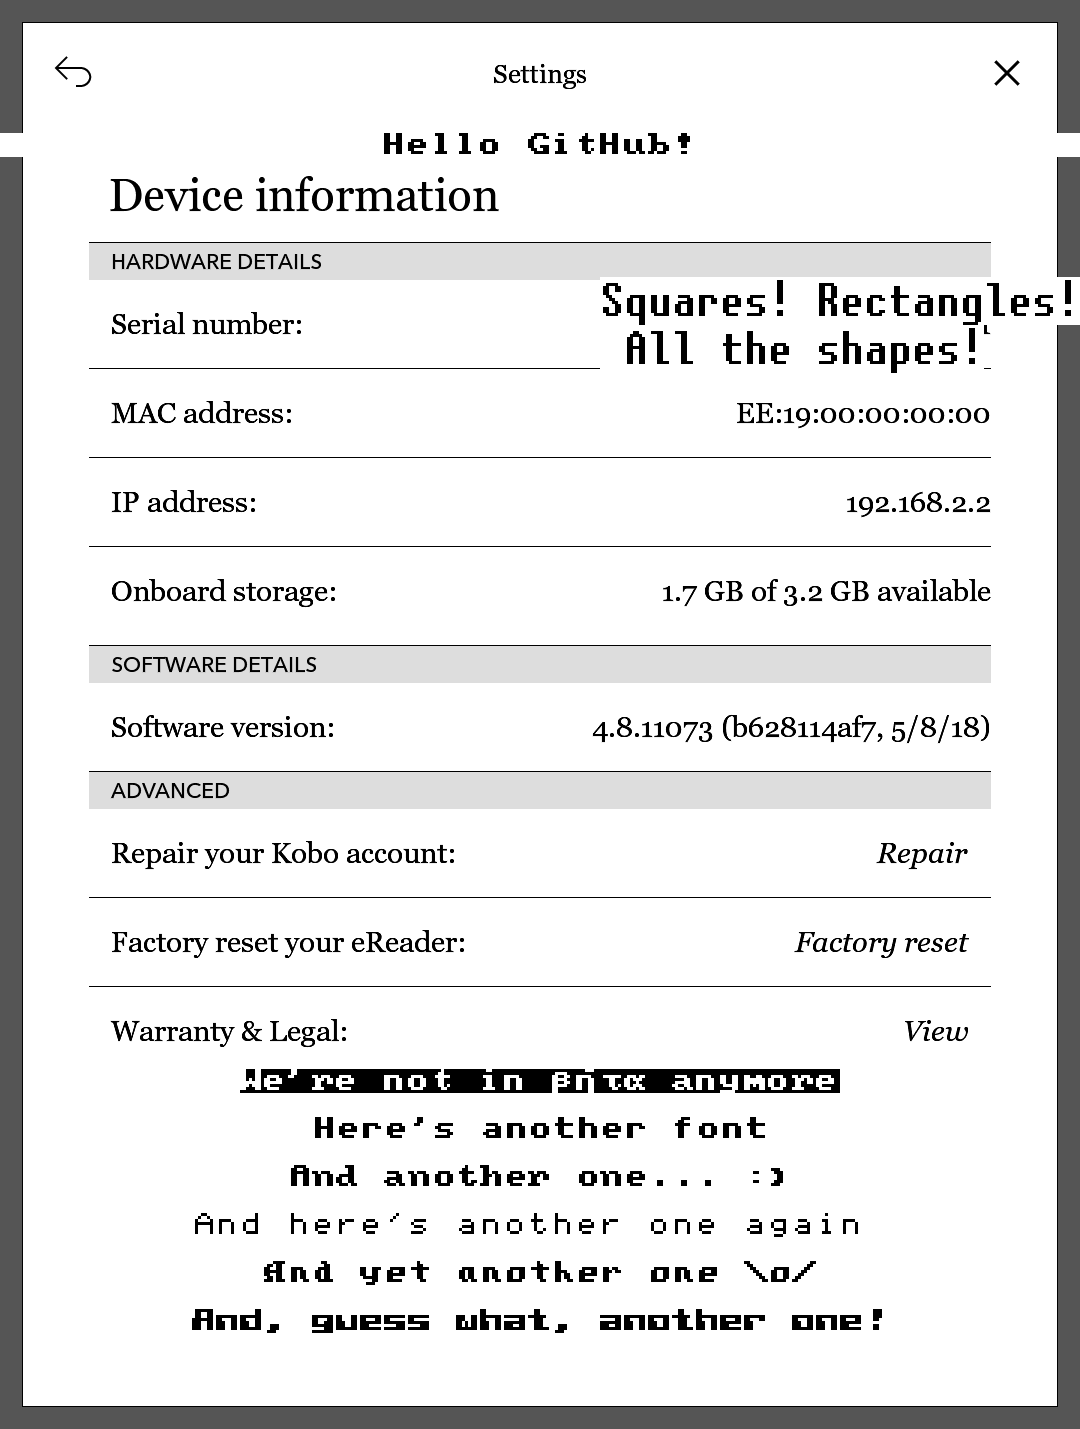 Settings
Hello GitHub!
Device information
HARDWARE DETAILS
Squares! Rectangles!
Serial number:
All the shapes!
MAC address: EE:19:00:00:00:00
IP address: 192.168.2.2
Onboard storage: 1.7 GB of 3.2 GB available
SOFTWARE DETAILS
Software version: 4.8.11073 (b628114af7, 5/8/18)
ADVANCED
Repair your Kobo account: Repair
Factory reset your eReader: Factory reset
Warranty & Legal: View
We're not in βῆτα anymore
Here's another font
And another one... :)
And here's another one again
And yet another one \o/
And, guess what, another one!